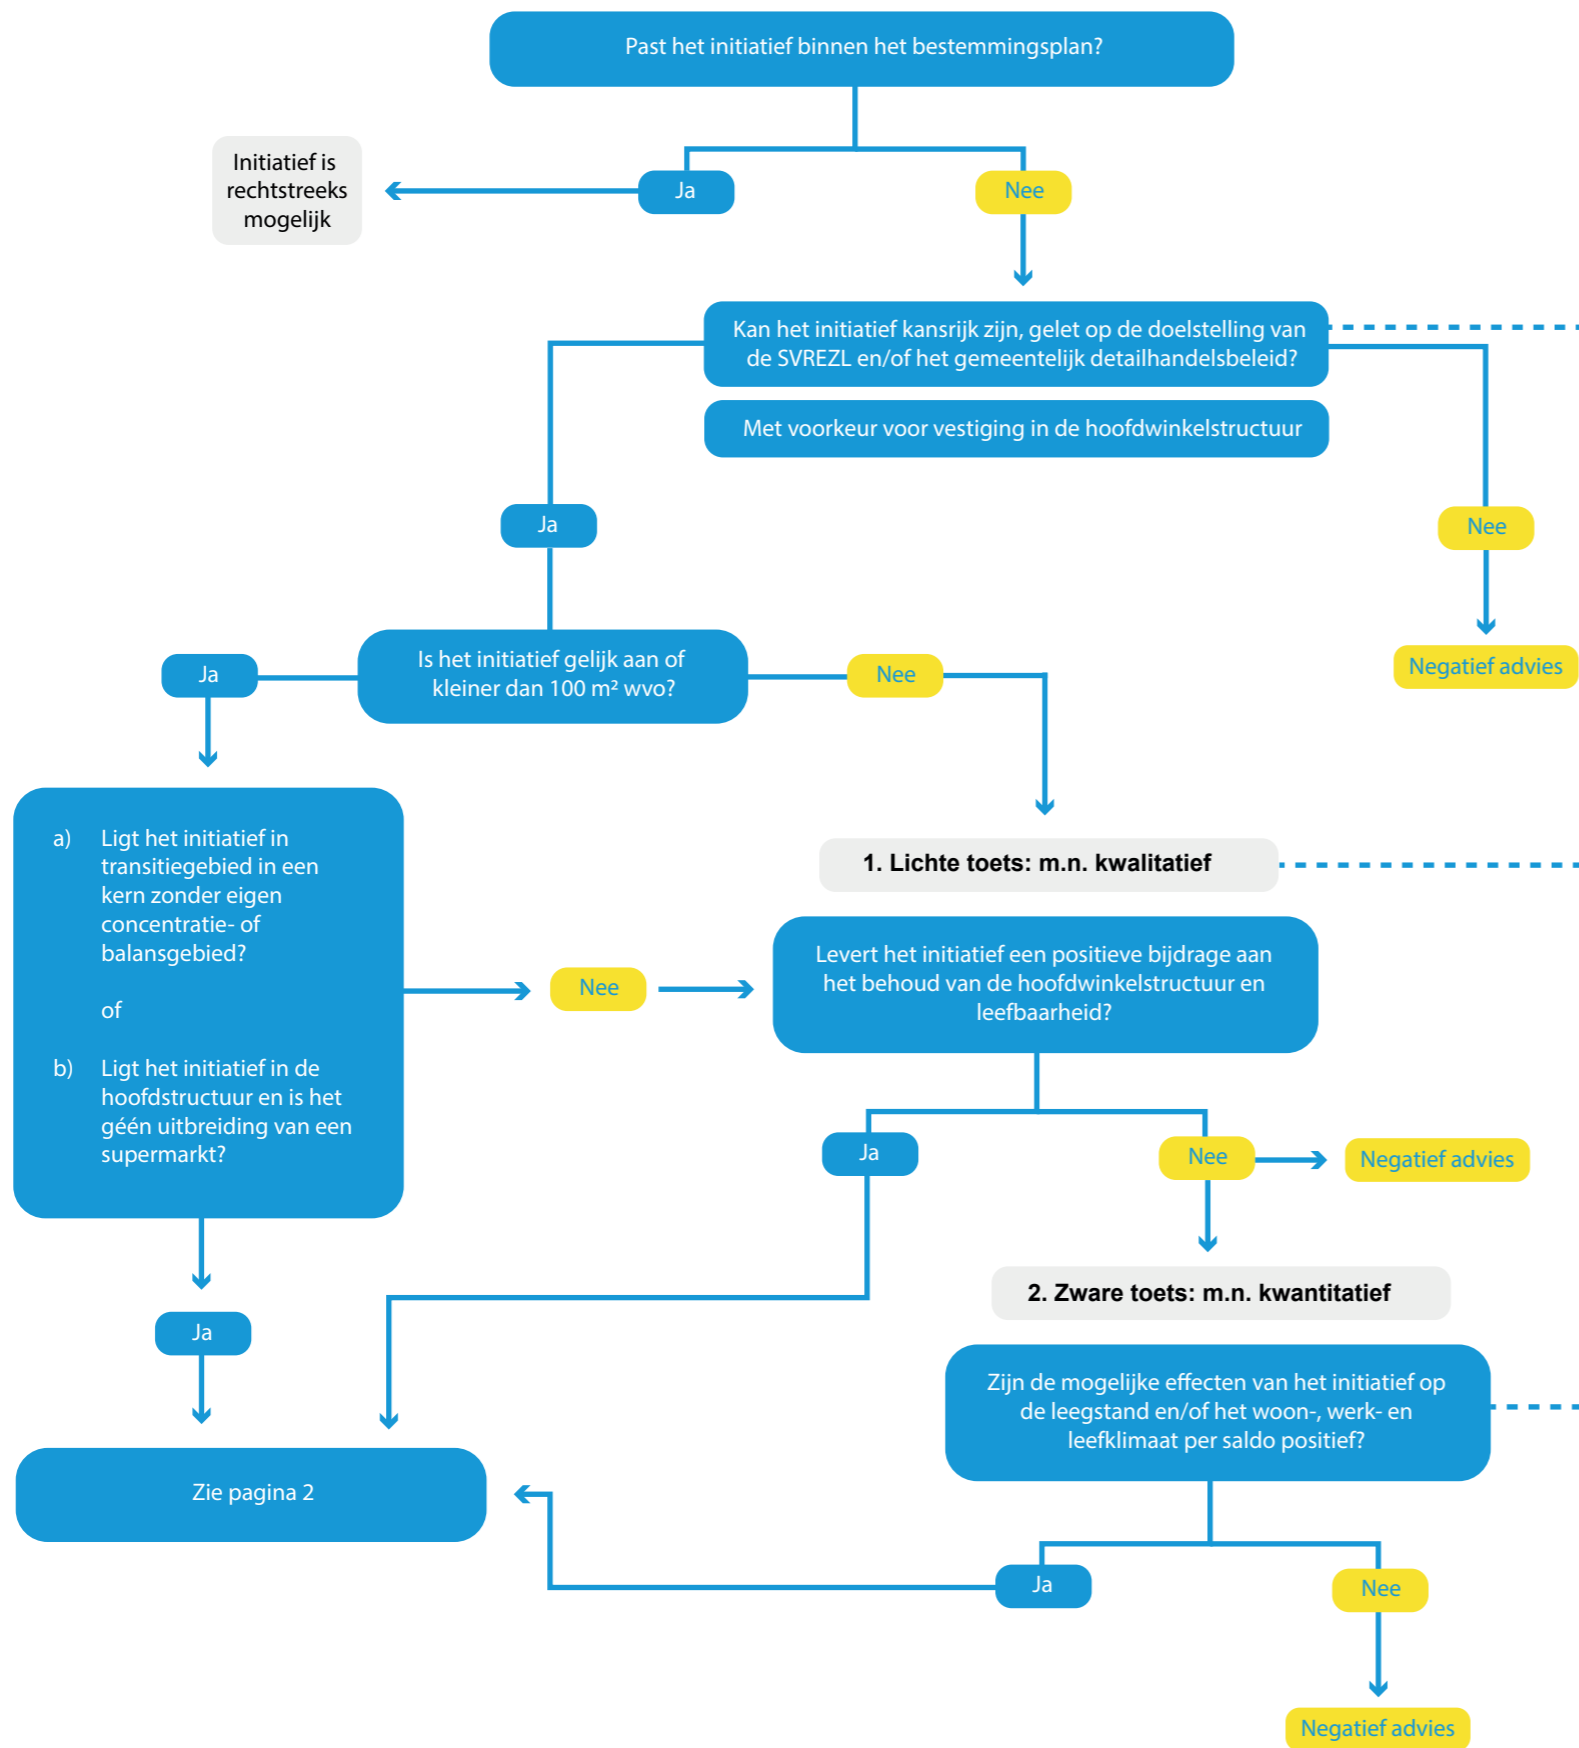 Past het initiatief binnen het bestemmingsplan?
Initiatief is
rechtstreeks
mogelijk
Ja
Nee
Kan het initiatief kansrijk zijn, gelet op de doelstelling van
de SVREZL en/of het gemeentelijk detailhandelsbeleid?
Met voorkeur voor vestiging in de hoofdwinkelstructuur
Ja
Nee
Negatief advies
Is het initiatief gelijk aan of
kleiner dan 100 m² wvo?
Ja
Nee
a) Ligt het initiatief in
transitiegebied in een
kern zonder eigen
concentratie- of
balansgebied?
of
b) Ligt het initiatief in de
hoofdstructuur en is het
géén uitbreiding van een
supermarkt?
Nee
1. Lichte toets: m.n. kwalitatief
Levert het initiatief een positieve bijdrage aan
het behoud van de hoofdwinkelstructuur en
leefbaarheid?
Ja
Nee
Negatief advies
2. Zware toets: m.n. kwantitatief
Ja
Zijn de mogelijke effecten van het initiatief op
de leegstand en/of het woon-, werk- en
leefklimaat per saldo positief?
Zie pagina 2
Ja
Nee
Negatief advies